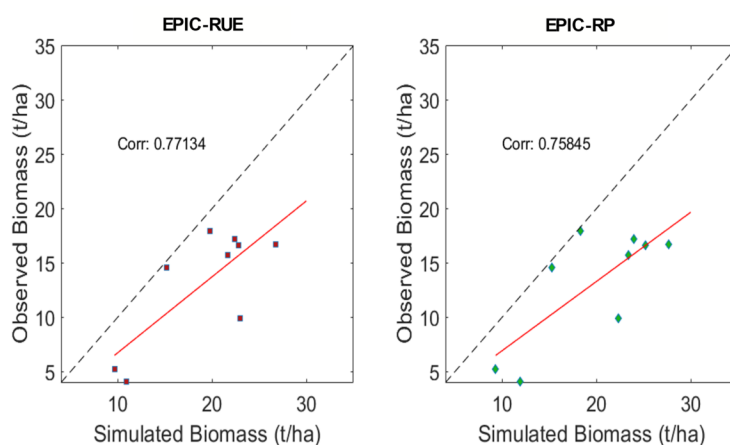 EPIC-RUE
35
30
25
20
15
10
5
Observed Biomass (t/ha)
Corr: 0.77134
10 20 30
Simulated Biomass (t/ha)
EPIC-RP
35
30
25
20
15
10
5
Observed Biomass (t/ha)
Corr: 0.75845
10 20 30
Simulated Biomass (t/ha)